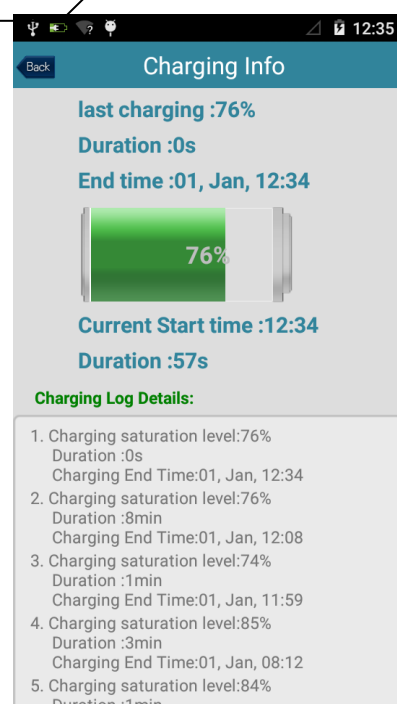 12:35
Back
Charging Info
last charging :76%
Duration :0s
End time :01, Jan, 12:34
76%
Current Start time :12:34
Duration :57s
Charging Log Details:
1. Charging saturation level:76%
Duration :0s
Charging End Time:01, Jan, 12:34
2. Charging saturation level:76%
Duration :8min
Charging End Time:01, Jan, 12:08
3. Charging saturation level:74%
Duration :1min
Charging End Time:01, Jan, 11:59
4. Charging saturation level:85%
Duration :3min
Charging End Time:01, Jan, 08:12
5. Charging saturation level:84%
Duration :1min